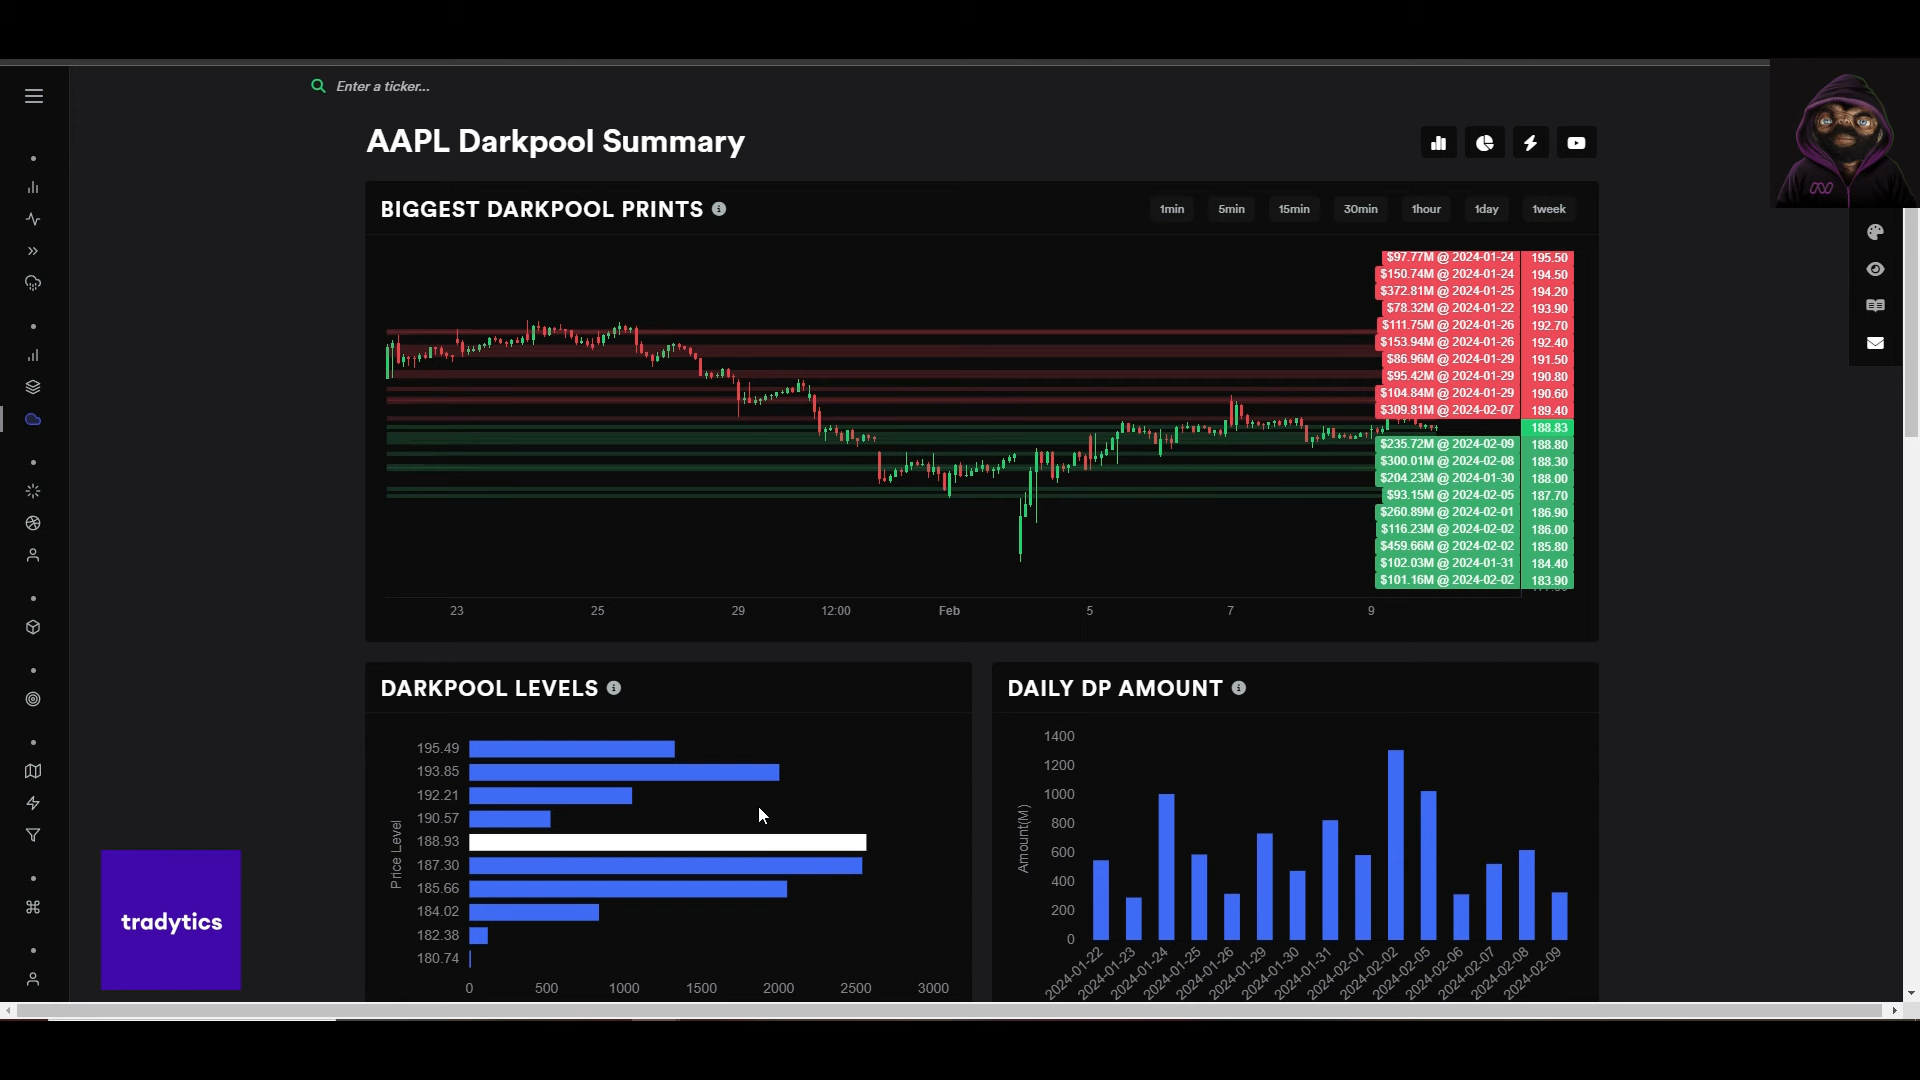 Enter a ticker...
AAPL Darkpool Summary
BIGGEST DARKPOOL PRINTS
1min 5min 15min 30min 1hour 1day 1week
$97.77M @ 2024-01-24 195.50
$150.74M @ 2024-01-24 194.50
$372.81M @ 2024-01-25 194.20
$78.32M @ 2024-01-22 193.90
$111.75M @ 2024-01-26 192.70
$153.94M @ 2024-01-26 192.40
$86.96M @ 2024-01-29 191.50
$95.42M @ 2024-01-29 190.80
$104.84M @ 2024-01-29 190.60
$309.81M @ 2024-02-07 189.40
188.83
$235.72M @ 2024-02-09 188.80
$300.01M @ 2024-02-08 188.30
$204.23M @ 2024-01-30 188.00
$93.15M @ 2024-02-05 187.70
$260.89M @ 2024-02-01 186.90
$116.23M @ 2024-02-02 186.00
$459.66M @ 2024-02-02 185.80
$102.03M @ 2024-01-31 184.40
$101.16M @ 2024-02-02 183.90
23 25 29 12:00 Feb 5 7 9
DARKPOOL LEVELS
Price Level
195.49
193.85
192.21
190.57
188.93
187.30
185.66
184.02
182.38
180.74
0 500 1000 1500 2000 2500 3000
DAILY DP AMOUNT
Amount(M)
1400
1200
1000
800
600
400
200
0
2024-01-22
2024-01-23
2024-01-24
2024-01-25
2024-01-26
2024-01-29
2024-01-30
2024-01-31
2024-02-01
2024-02-02
2024-02-05
2024-02-06
2024-02-07
2024-02-08
2024-02-09
tradytics